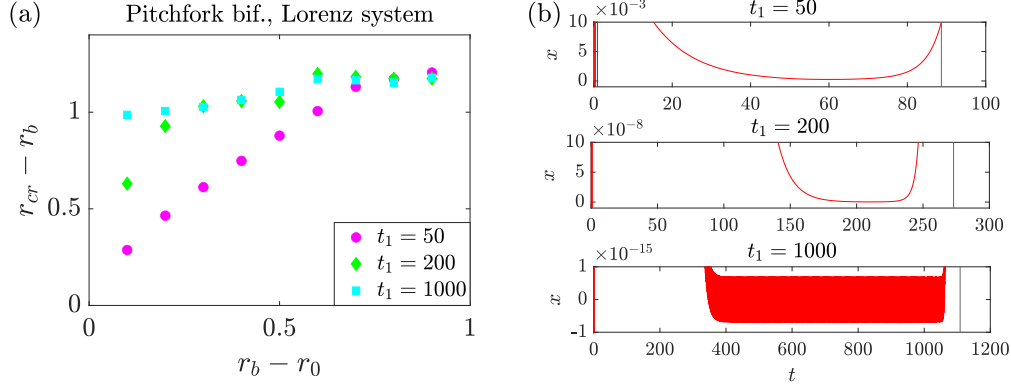 (a)
Pitchfork bif., Lorenz system
r_{cr} − r_b
1
0.5
0
0
0.5
1
r_b − r_0
t_1 = 50
t_1 = 200
t_1 = 1000
(b)
×10^{-3}
t_1 = 50
x
10
5
0
0
20
40
60
80
100
×10^{-8}
t_1 = 200
x
10
5
0
0
50
100
150
200
250
300
×10^{-15}
t_1 = 1000
x
1
0
-1
0
200
400
600
800
1000
1200
t